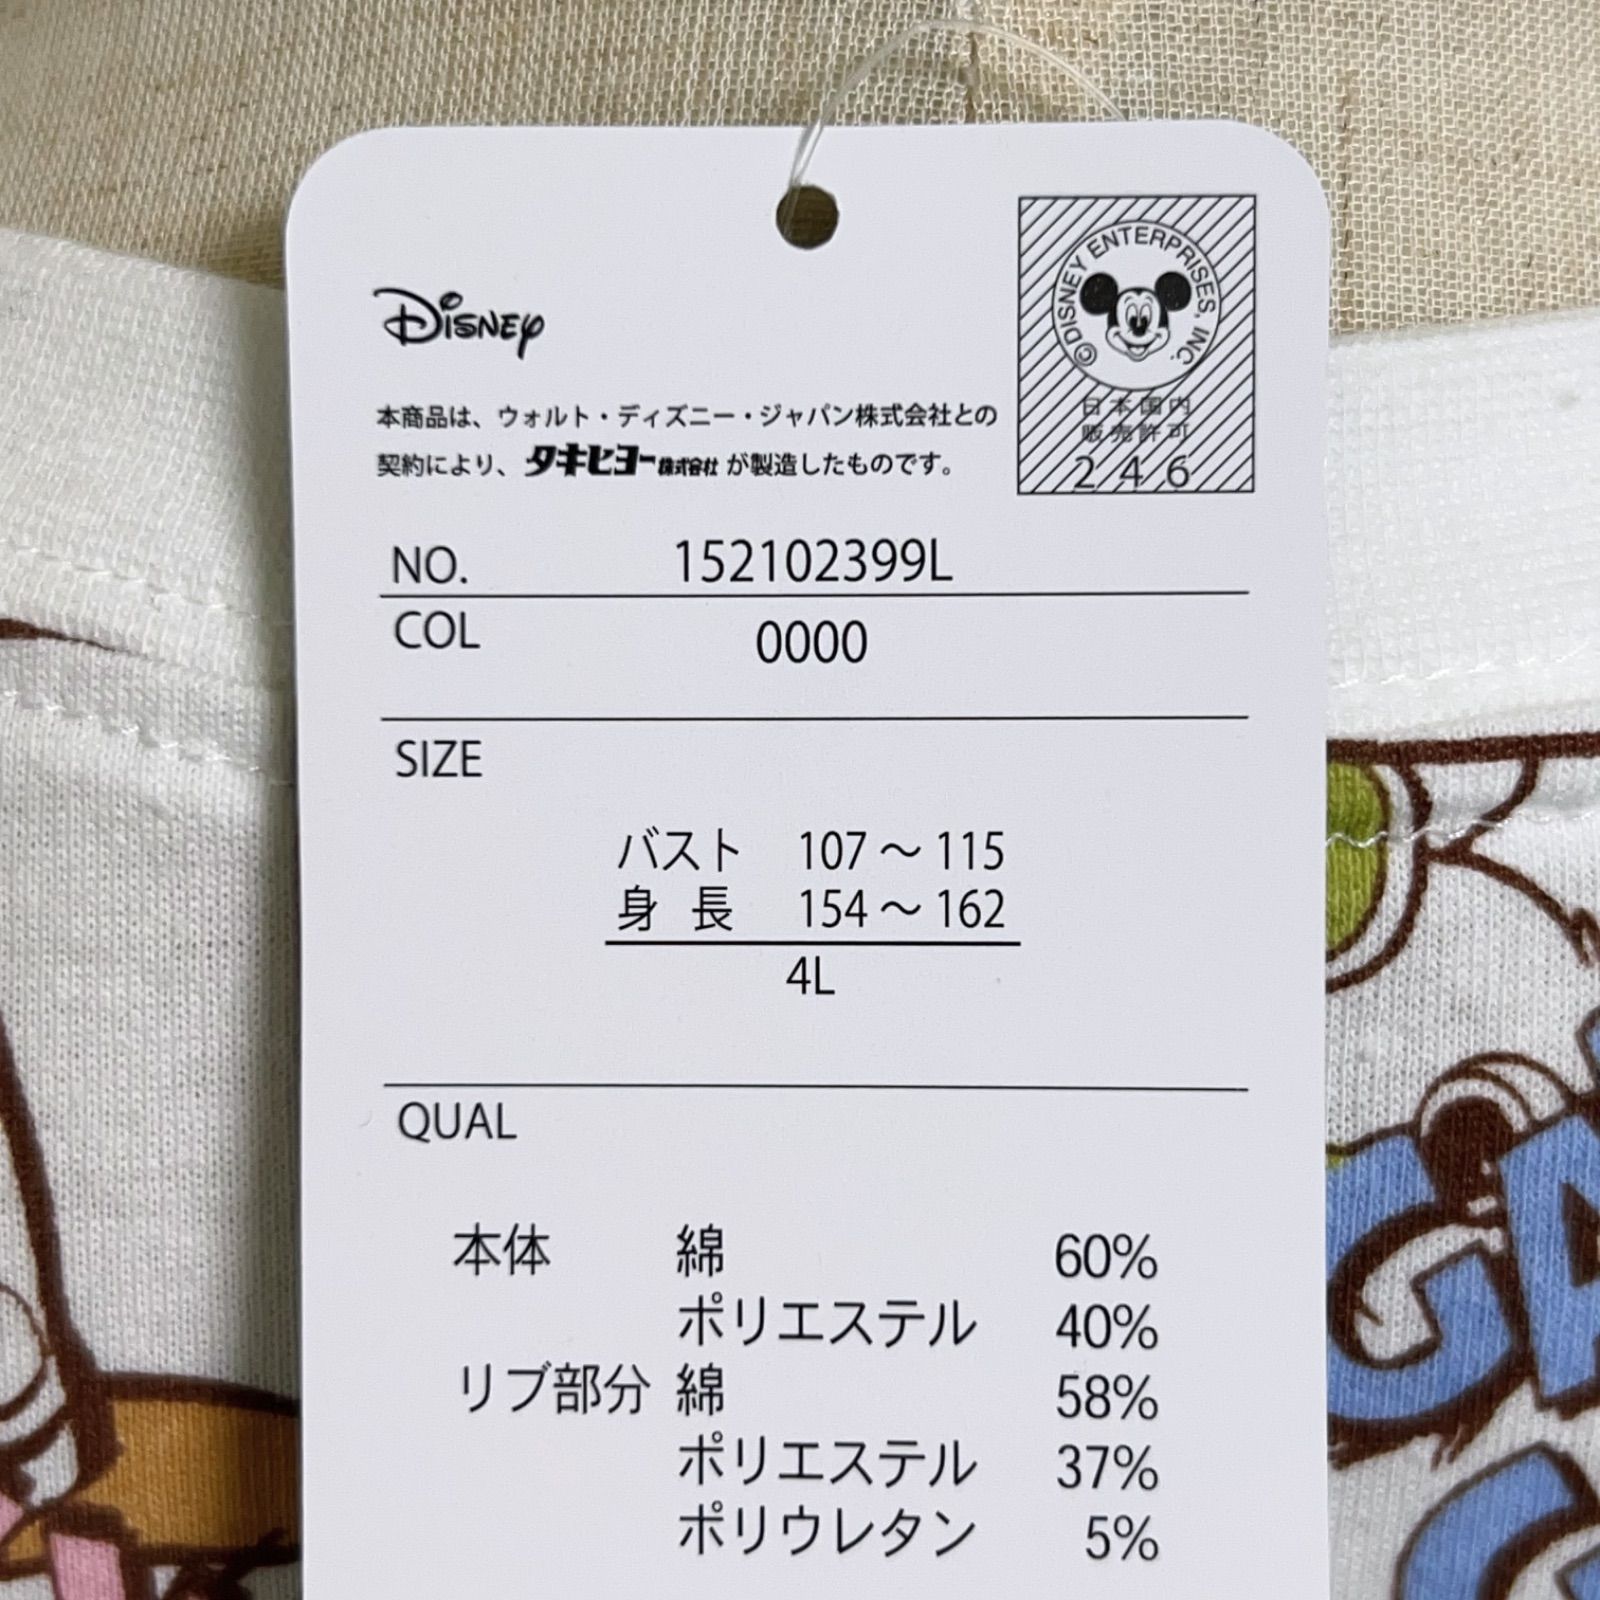 Disney
©DISNEY ENTERPRISES, INC.
日本国内
販売許可
246
本商品は、ウォルト・ディズニー・ジャパン株式会社との
契約により、タキヒヨー株式会社が製造したものです。
NO. 152102399L
COL 0000
SIZE
バスト 107～115
身長 154～162
4L
QUAL
本体 綿 60%
ポリエステル 40%
リブ部分 綿 58%
ポリエステル 37%
ポリウレタン 5%